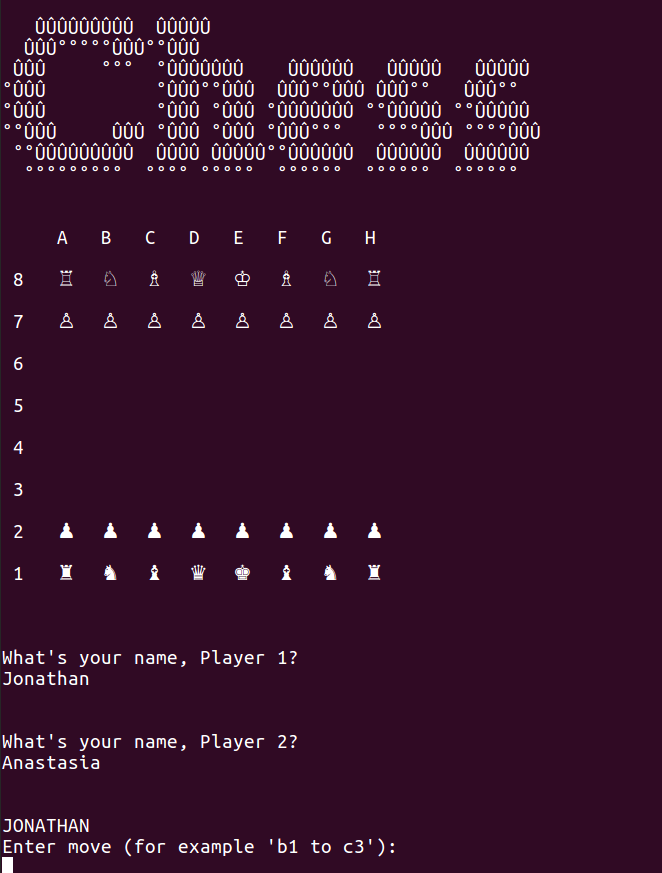 ÛÛÛÛÛÛÛÛÛ  ÛÛÛÛÛ
ÛÛÛ°°°°°ÛÛÛ°°ÛÛÛ
ÛÛÛ     °°°  °ÛÛÛÛÛÛÛ    ÛÛÛÛÛÛ   ÛÛÛÛÛ   ÛÛÛÛÛ
°ÛÛÛ          °ÛÛÛ°°ÛÛÛ  ÛÛÛ°°ÛÛÛ ÛÛÛ°°   ÛÛÛ°°
°ÛÛÛ          °ÛÛÛ °ÛÛÛ °ÛÛÛÛÛÛÛ °°ÛÛÛÛÛ °°ÛÛÛÛÛ
°°ÛÛÛ     ÛÛÛ °ÛÛÛ °ÛÛÛ °ÛÛÛ°°°   °°°°ÛÛÛ °°°°ÛÛÛ
°°ÛÛÛÛÛÛÛÛÛ  ÛÛÛÛ ÛÛÛÛÛ°°ÛÛÛÛÛÛ  ÛÛÛÛÛÛ  ÛÛÛÛÛÛ
°°°°°°°°°  °°°° °°°°°  °°°°°°  °°°°°°  °°°°°°
A B C D E F G H
8 ♖ ♘ ♗ ♕ ♔ ♗ ♘ ♖
7 ♙ ♙ ♙ ♙ ♙ ♙ ♙ ♙
6
5
4
3
2 ♟ ♟ ♟ ♟ ♟ ♟ ♟ ♟
1 ♜ ♞ ♝ ♛ ♚ ♝ ♞ ♜
What's your name, Player 1?
Jonathan
What's your name, Player 2?
Anastasia
JONATHAN
Enter move (for example 'b1 to c3'):